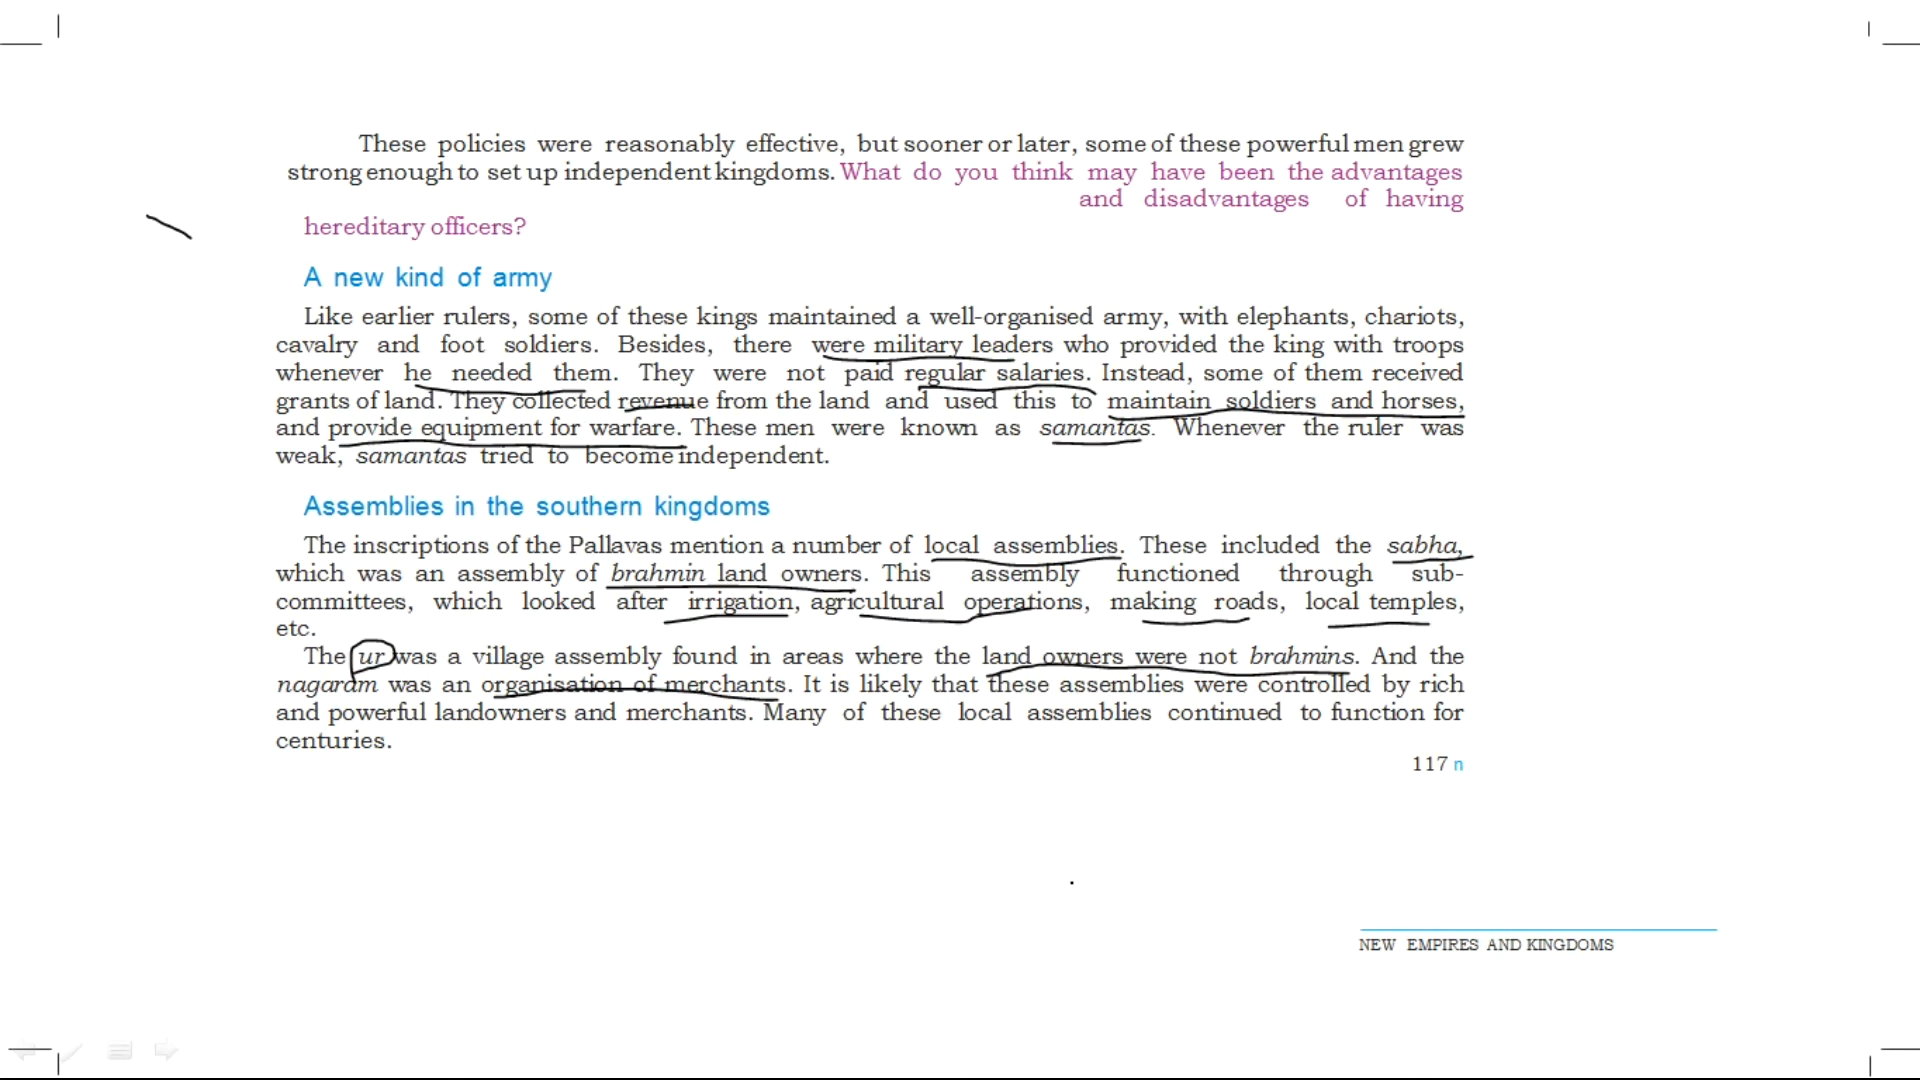 These policies were reasonably effective, but sooner or later, some of these powerful men grew
strong enough to set up independent kingdoms. What do you think may have been the advantages
and disadvantages of having
hereditary officers?
A new kind of army
Like earlier rulers, some of these kings maintained a well-organised army, with elephants, chariots,
cavalry and foot soldiers. Besides, there were military leaders who provided the king with troops
whenever he needed them. They were not paid regular salaries. Instead, some of them received
grants of land. They collected revenue from the land and used this to maintain soldiers and horses,
and provide equipment for warfare. These men were known as samantas. Whenever the ruler was
weak, samantas tried to become independent.
Assemblies in the southern kingdoms
The inscriptions of the Pallavas mention a number of local assemblies. These included the sabha,
which was an assembly of brahmin land owners. This assembly functioned through sub-
committees, which looked after irrigation, agricultural operations, making roads, local temples,
etc.
The ur was a village assembly found in areas where the land owners were not brahmins. And the
nagaram was an organisation of merchants. It is likely that these assemblies were controlled by rich
and powerful landowners and merchants. Many of these local assemblies continued to function for
centuries.
117 n
NEW EMPIRES AND KINGDOMS